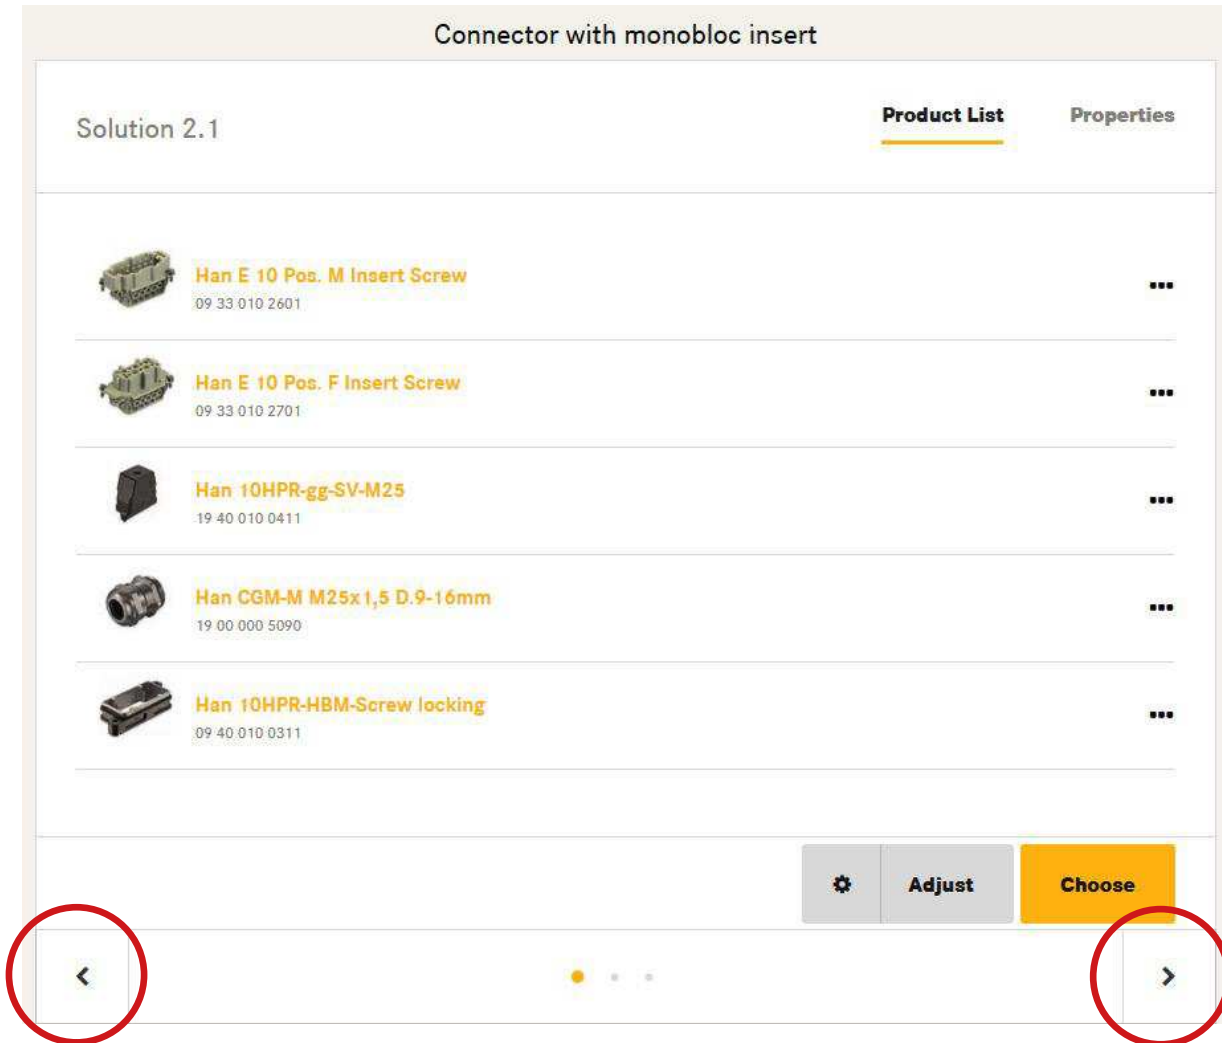 Connector with monobloc insert
Solution 2.1
Product List
Properties
Han E 10 Pos. M Insert Screw
09 33 010 2601
Han E 10 Pos. F Insert Screw
09 33 010 2701
Han 10HPR-gg-SV-M25
19 40 010 0411
Han CGM-M M25x1,5 D.9-16mm
19 00 000 5090
Han 10HPR-HBM-Screw locking
09 40 010 0311
Adjust
Choose